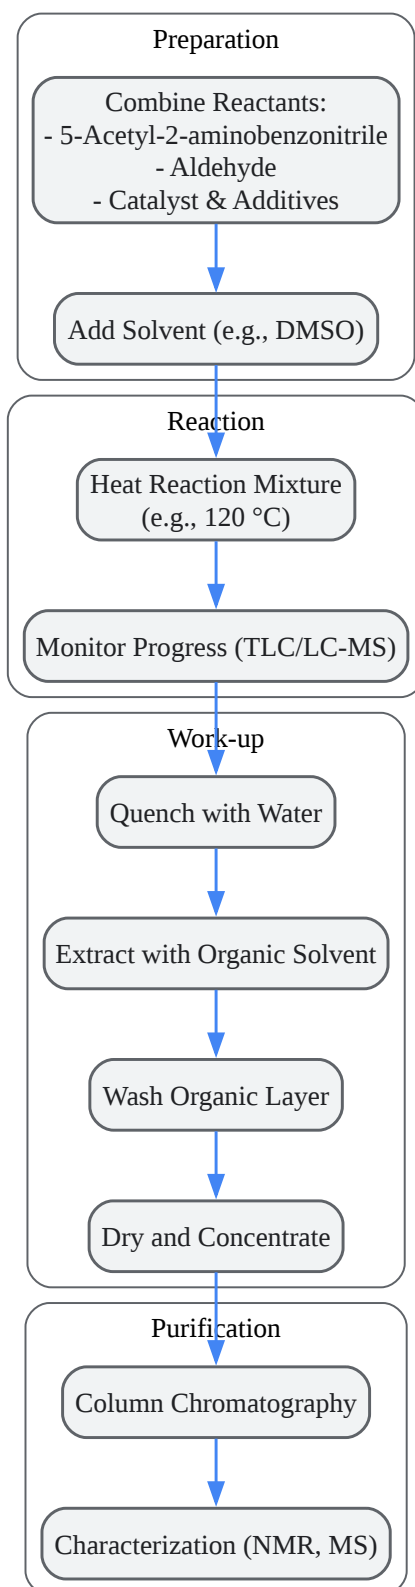 Preparation
Combine Reactants:
- 5-Acetyl-2-aminobenzonitrile
- Aldehyde
- Catalyst & Additives
Add Solvent (e.g., DMSO)
Reaction
Heat Reaction Mixture
(e.g., 120 °C)
Monitor Progress (TLC/LC-MS)
Work-up
Quench with Water
Extract with Organic Solvent
Wash Organic Layer
Dry and Concentrate
Purification
Column Chromatography
Characterization (NMR, MS)